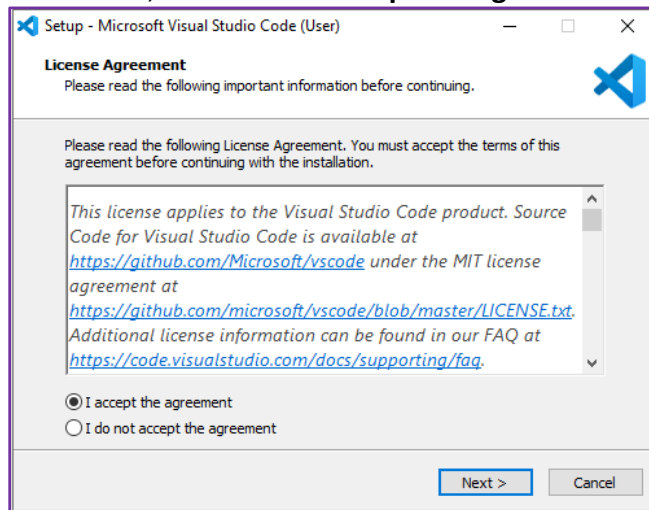 Setup - Microsoft Visual Studio Code (User)
License Agreement
Please read the following important information before continuing.
Please read the following License Agreement. You must accept the terms of this
agreement before continuing with the installation.
This license applies to the Visual Studio Code product. Source
Code for Visual Studio Code is available at
https://github.com/Microsoft/vscode under the MIT license
agreement at
https://github.com/microsoft/vscode/blob/master/LICENSE.txt.
Additional license information can be found in our FAQ at
https://code.visualstudio.com/docs/supporting/faq.
I accept the agreement
I do not accept the agreement
Next >
Cancel